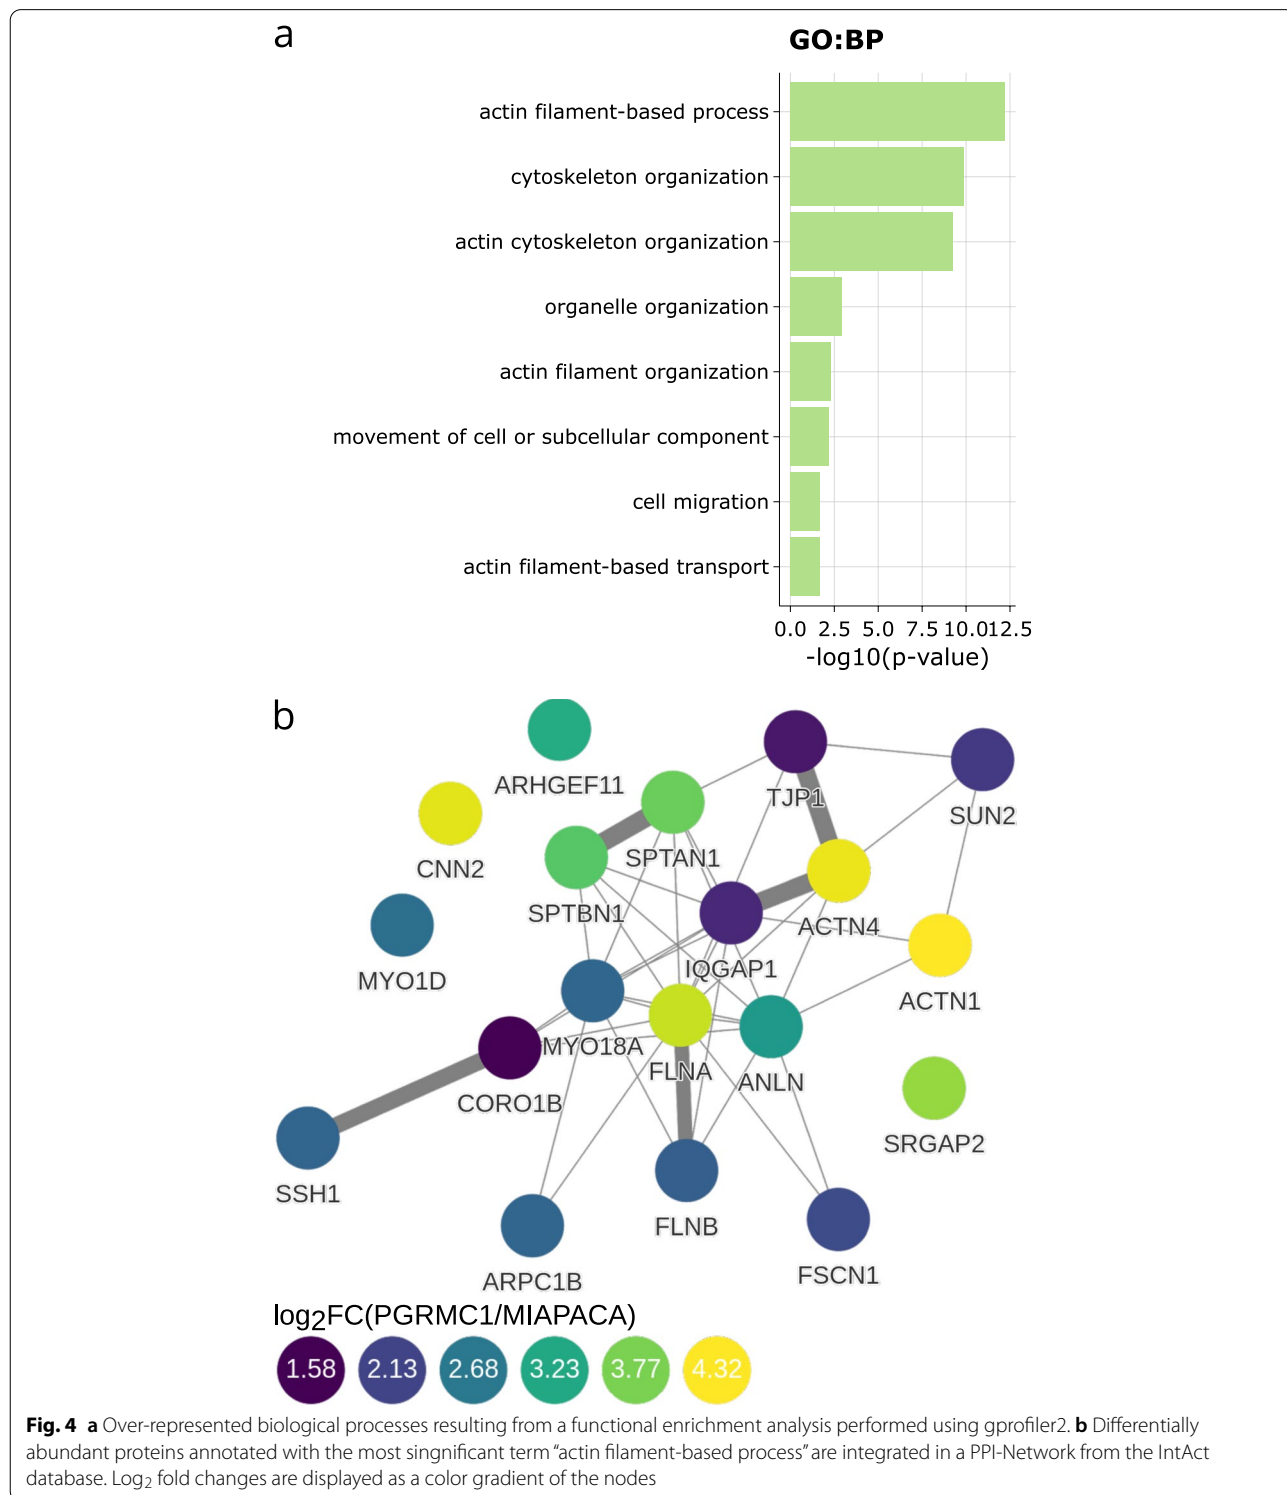 a
GO:BP
actin filament-based process
cytoskeleton organization
actin cytoskeleton organization
organelle organization
actin filament organization
movement of cell or subcellular component
cell migration
actin filament-based transport
0.0 2.5 5.0 7.5 10.0 12.5
-log10(p-value)
b
ARHGEF11
TJP1
SUN2
CNN2
SPTAN1
SPTBN1
ACTN4
MYO1D
IQGAP1
ACTN1
MYO18A
FLNA
ANLN
CORO1B
SRGAP2
SSH1
FLNB
ARPC1B
FSCN1
log2FC(PGRMC1/MIAPACA)
1.58 2.13 2.68 3.23 3.77 4.32
Fig. 4 a Over-represented biological processes resulting from a functional enrichment analysis performed using gprofiler2. b Differentially
abundant proteins annotated with the most singnificant term “actin filament-based process” are integrated in a PPI-Network from the IntAct
database. Log2 fold changes are displayed as a color gradient of the nodes